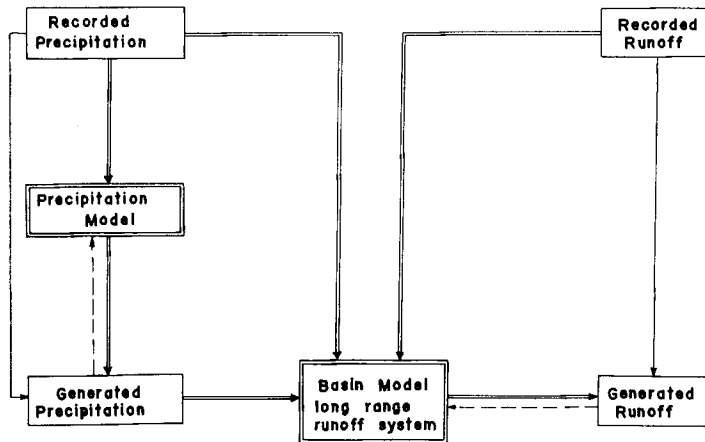 Recorded
Precipitation
Recorded
Runoff
Precipitation
Model
Generated
Precipitation
Basin Model
long range
runoff system
Generated
Runoff